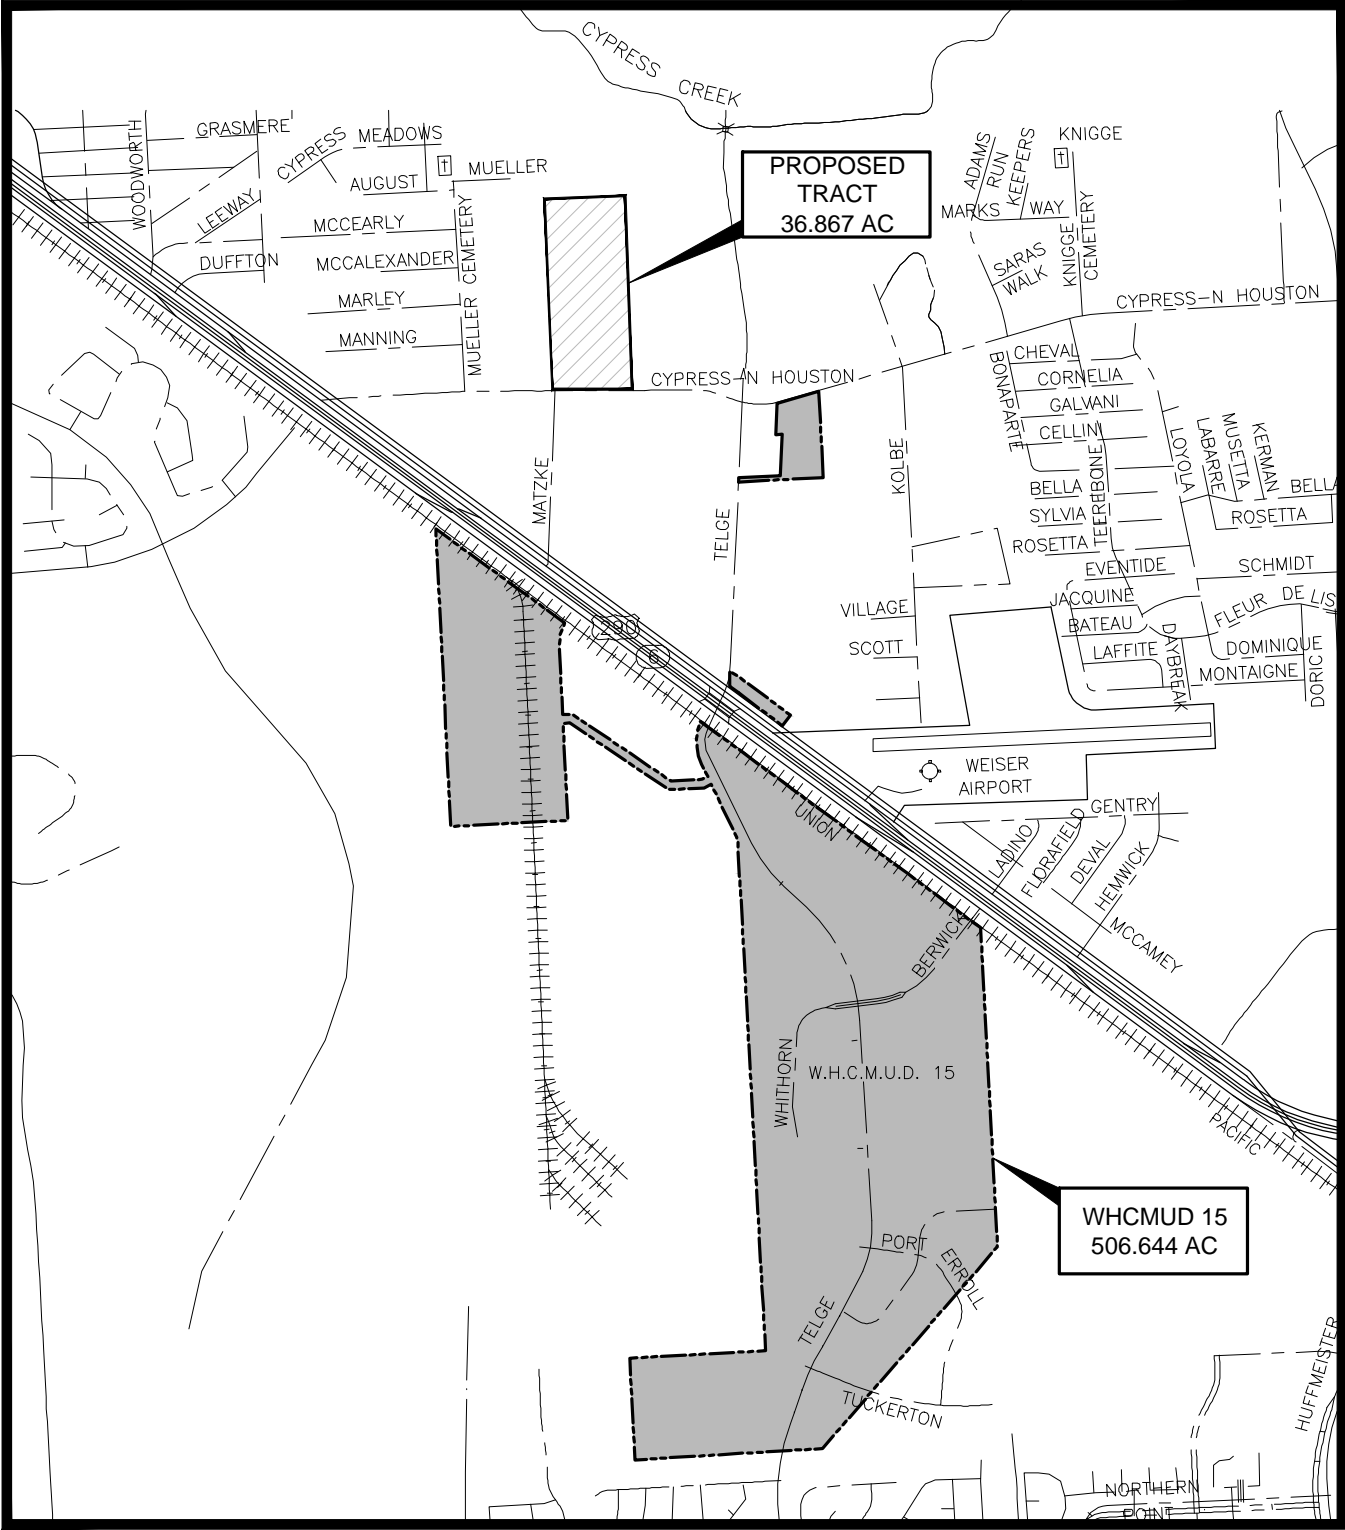 CYPRESS CREEK
WOODWORTH
GRASMERE
CYPRESS
MEADOWS
AUGUST
MUELLER
LEEWAY
MCCEARLY
DUFFTON
MCCALEXANDER
MARLEY
MANNING
MUELLER CEMETERY
PROPOSED
TRACT
36.867 AC
ADAMS
RUN
KEEPERS
KNIGGE
MARKS WAY
SARAS
WALK
KNIGGE
CEMETERY
CYPRESS-N HOUSTON
CYPRESS-N HOUSTON
CHEVAL
BONAPARTE
CORNELIA
GALVANI
CELLINI
TEEREBONE
LOYOLA
LABARRE
MUSETTA
KERMAN
BELLA
BELLA
SYLVIA
ROSETTA
ROSETTA
MATZKE
TELGE
KOLBE
EVENTIDE
SCHMIDT
JACQUINE
FLEUR DE LIS
VILLAGE
BATEAU
SCOTT
LAFFITE
DAYBREAK
DOMINIQUE
MONTAIGNE
DORIC
290
6
WEISER
AIRPORT
UNION
GENTRY
LADINO
FLORAFIELD
DEVAL
HEMWICK
MCCAMEY
BERWICK
WHITHORN
W.H.C.M.U.D. 15
PACIFIC
WHCMUD 15
506.644 AC
PORT
ERROLL
TELGE
TUCKERTON
HUFFMEISTER
NORTHERN
POINT